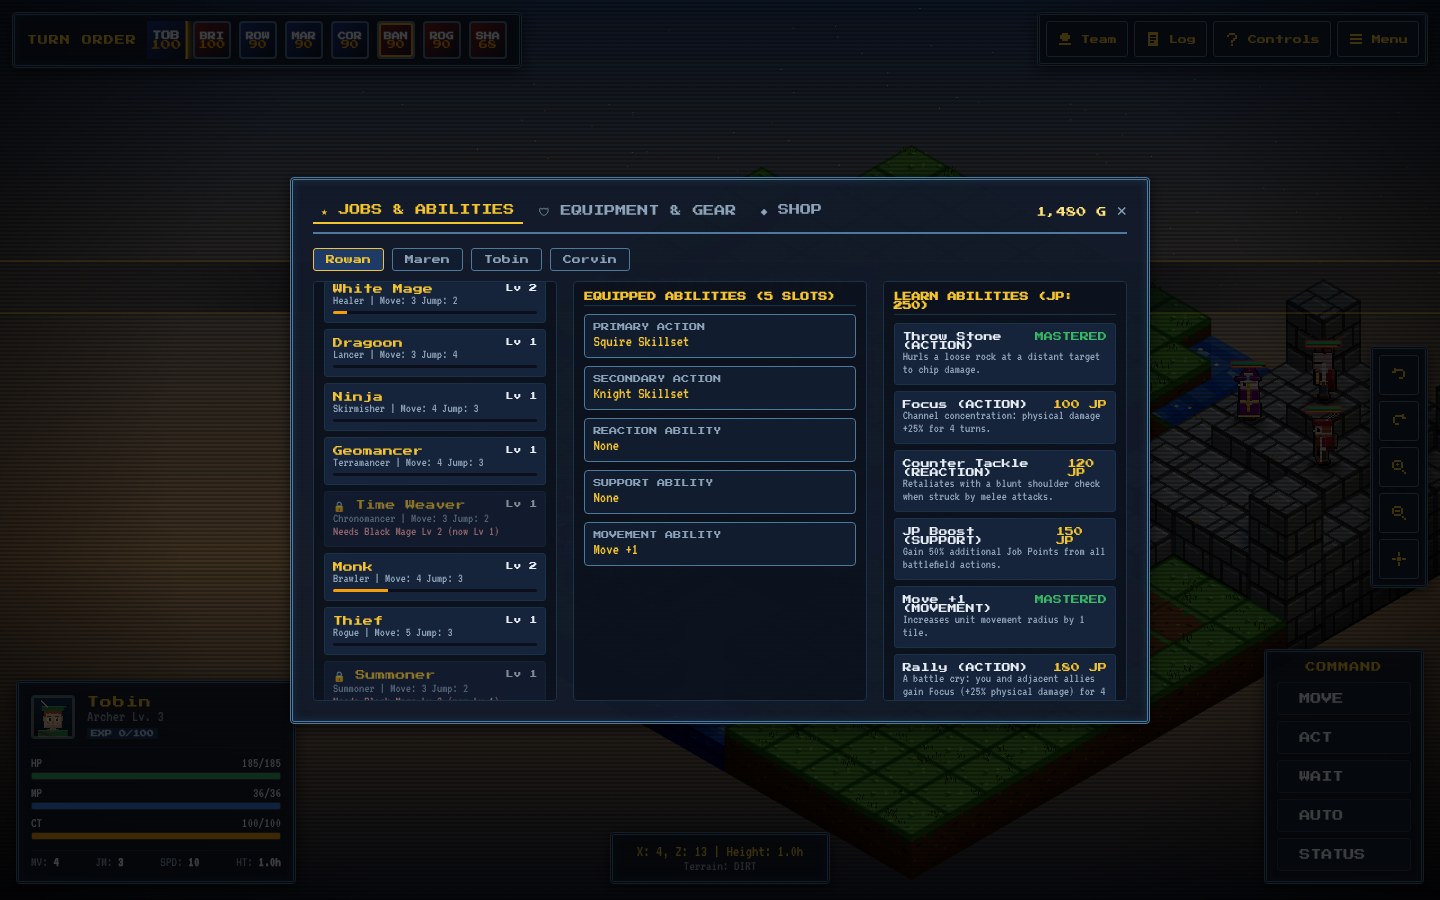 TURN ORDER
TOB 100
BRI 100
ROW 90
MAR 90
COR 90
BAN 90
ROG 90
SHA 68
Team
Log
? Controls
Menu
JOBS & ABILITIES
EQUIPMENT & GEAR
SHOP
1,480 G ×
Rowan
Maren
Tobin
Corvin
White Mage Lv 2
Healer | Move: 3 Jump: 2
Dragoon Lv 1
Lancer | Move: 3 Jump: 4
Ninja Lv 1
Skirmisher | Move: 4 Jump: 3
Geomancer Lv 1
Terramancer | Move: 4 Jump: 3
Time Weaver Lv 1
Chronomancer | Move: 3 Jump: 2
Needs Black Mage Lv 2 (now Lv 1)
Monk Lv 2
Brawler | Move: 4 Jump: 3
Thief Lv 1
Rogue | Move: 5 Jump: 3
Summoner Lv 1
Summoner | Move: 3 Jump: 2
EQUIPPED ABILITIES (5 SLOTS)
PRIMARY ACTION
Squire Skillset
SECONDARY ACTION
Knight Skillset
REACTION ABILITY
None
SUPPORT ABILITY
None
MOVEMENT ABILITY
Move +1
LEARN ABILITIES (JP:
250)
Throw Stone MASTERED
(ACTION)
Hurls a loose rock at a distant target
to chip damage.
Focus (ACTION) 100 JP
Channel concentration: physical damage
+25% for 4 turns.
Counter Tackle 120
(REACTION) JP
Retaliates with a blunt shoulder check
when struck by melee attacks.
JP Boost 150
(SUPPORT) JP
Gain 50% additional Job Points from all
battlefield actions.
Move +1 MASTERED
(MOVEMENT)
Increases unit movement radius by 1
tile.
Rally (ACTION) 180 JP
A battle cry: you and adjacent allies
gain Focus (+25% physical damage) for 4
Tobin
Archer Lv. 3
EXP 0/100
HP 185/185
MP 36/36
CT 100/100
MV: 4 JM: 3 SPD: 10 HT: 1.0h
X: 4, Z: 13 | Height: 1.0h
Terrain: DIRT
COMMAND
MOVE
ACT
WAIT
AUTO
STATUS